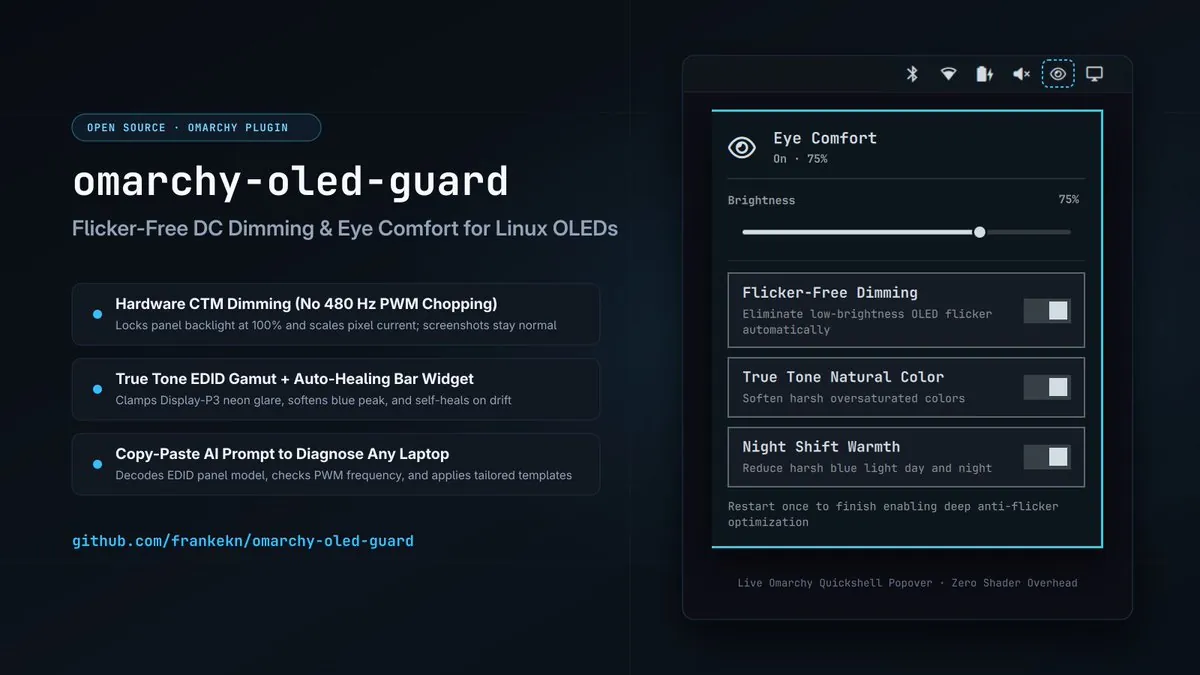 OPEN SOURCE · OMARCHY PLUGIN
omarchy-oled-guard
Flicker-Free DC Dimming & Eye Comfort for Linux OLEDs
Hardware CTM Dimming (No 480 Hz PWM Chopping)
Locks panel backlight at 100% and scales pixel current; screenshots stay normal
True Tone EDID Gamut + Auto-Healing Bar Widget
Clamps Display-P3 neon glare, softens blue peak, and self-heals on drift
Copy-Paste AI Prompt to Diagnose Any Laptop
Decodes EDID panel model, checks PWM frequency, and applies tailored templates
github.com/frankekn/omarchy-oled-guard
Eye Comfort
On · 75%
Brightness 75%
Flicker-Free Dimming
Eliminate low-brightness OLED flicker
automatically
True Tone Natural Color
Soften harsh oversaturated colors
Night Shift Warmth
Reduce harsh blue light day and night
Restart once to finish enabling deep anti-flicker
optimization
Live Omarchy Quickshell Popover · Zero Shader Overhead